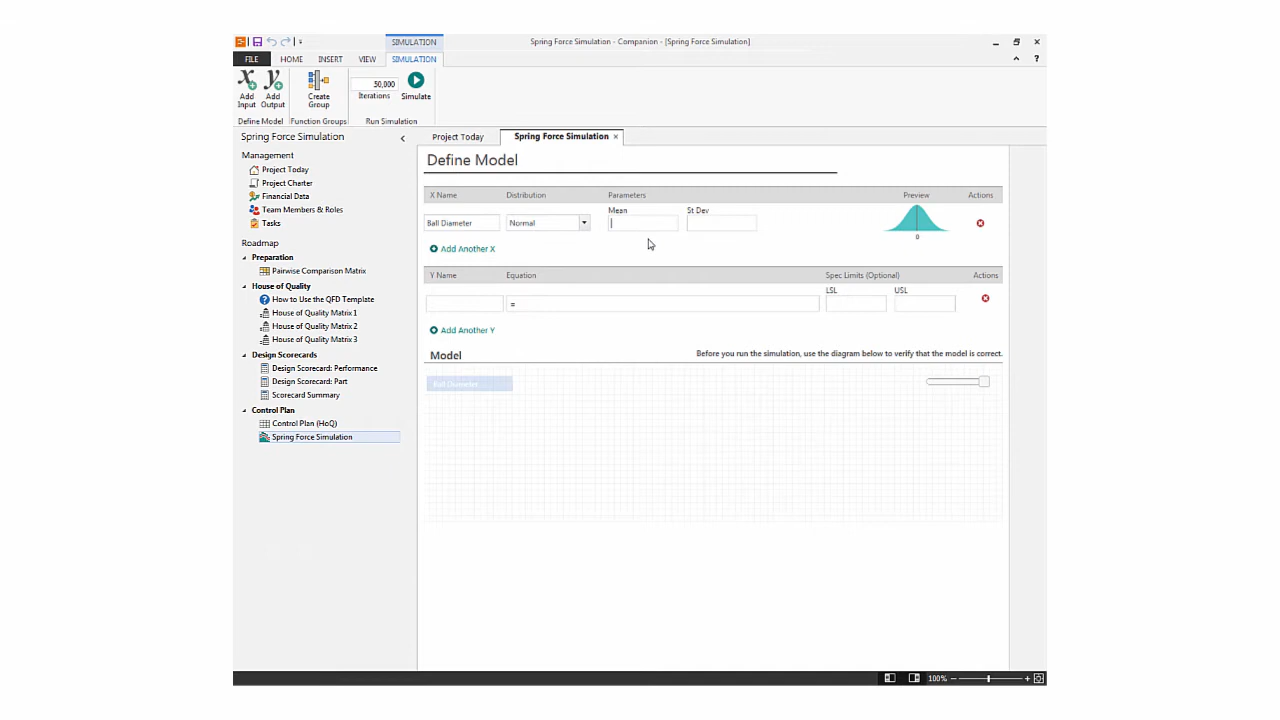 SIMULATION
Spring Force Simulation - Companion - [Spring Force Simulation]
FILE HOME INSERT VIEW SIMULATION
x y 50,000
Add Input Add Output Create Group Iterations Simulate
Define Model Function Groups Run Simulation
Spring Force Simulation
Project Today Spring Force Simulation
Management
Project Today
Project Charter
Financial Data
Team Members & Roles
Tasks
Roadmap
Preparation
Pairwise Comparison Matrix
House of Quality
How to Use the QFD Template
House of Quality Matrix 1
House of Quality Matrix 2
House of Quality Matrix 3
Design Scorecards
Design Scorecard: Performance
Design Scorecard: Part
Scorecard Summary
Control Plan
Control Plan (HoQ)
Spring Force Simulation
Define Model
X Name Distribution Parameters Preview Actions
Mean St Dev
Ball Diameter Normal
0
Add Another X
Y Name Equation Spec Limits (Optional) Actions
LSL USL
=
Add Another Y
Model Before you run the simulation, use the diagram below to verify that the model is correct.
Ball Diameter
100%